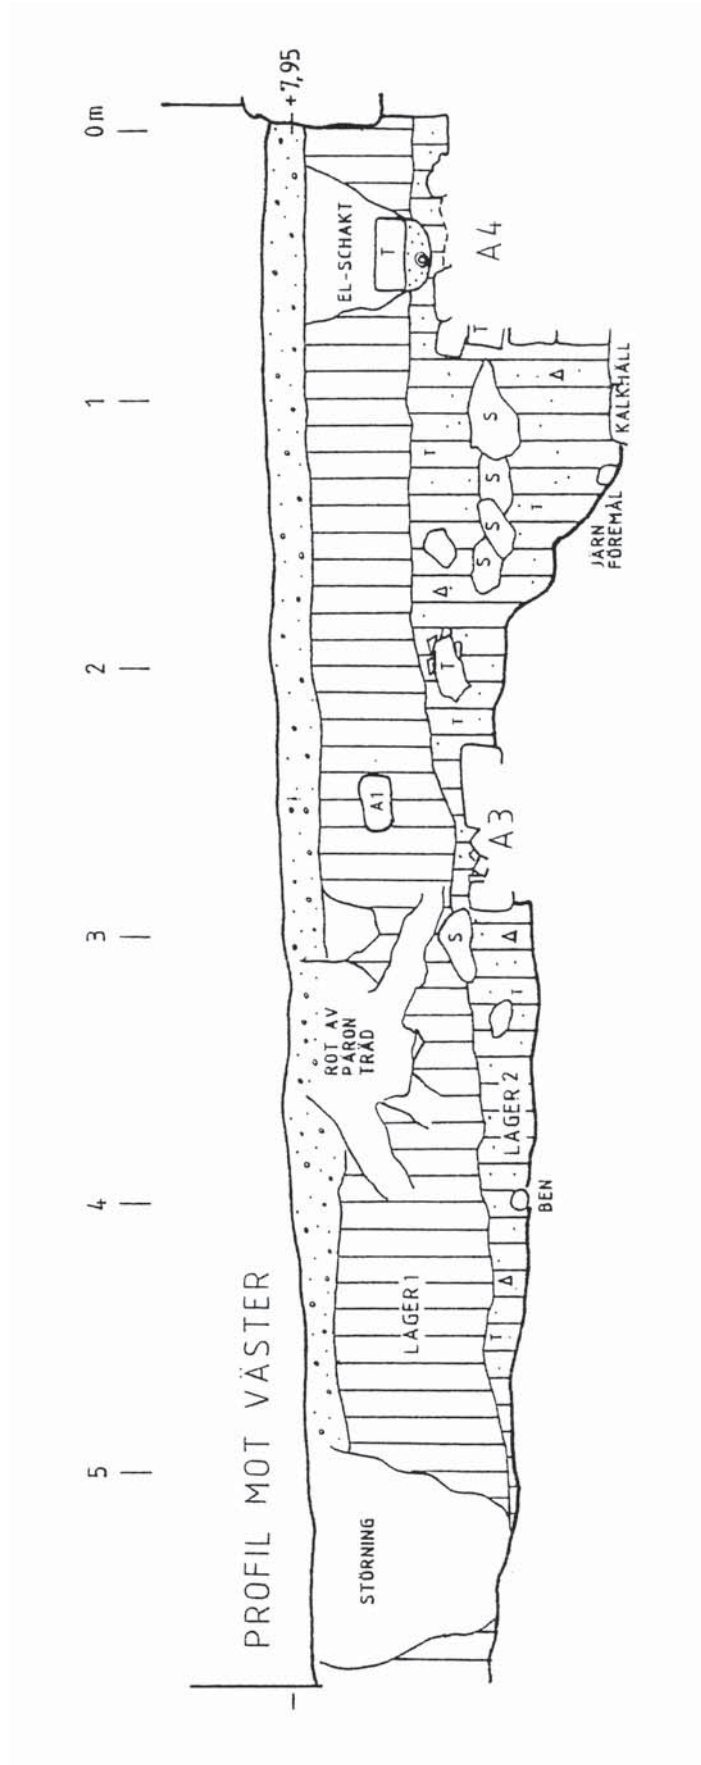 5 4 3 2 1 0m
PROFIL MOT VÄSTER
+7,95
ROT AV
PÄRON
TRÄD
EL-SCHAKT
STÖRNING
A1
T
LAGER 1
T
T
S
T
T
S
S
S
S
A4
T
A3
LAGER 2
T
T
BEN
JÄRN
FÖREMÅL
KALKHÄLL